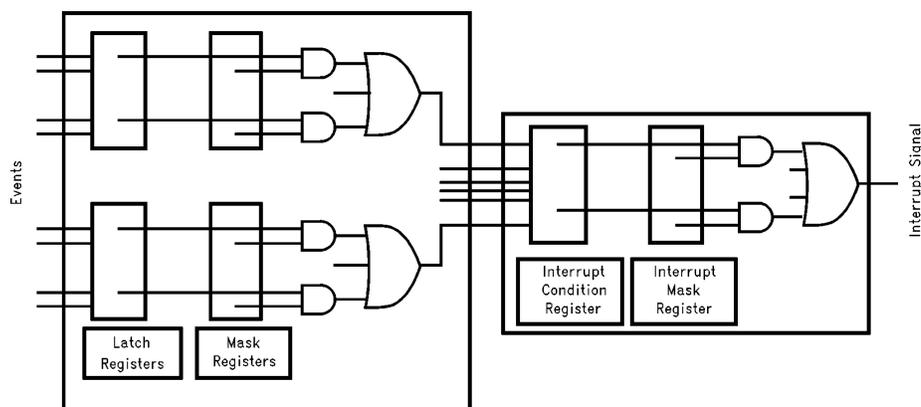 Events
Latch
Registers
Mask
Registers
Interrupt
Condition
Register
Interrupt
Mask
Register
Interrupt Signal